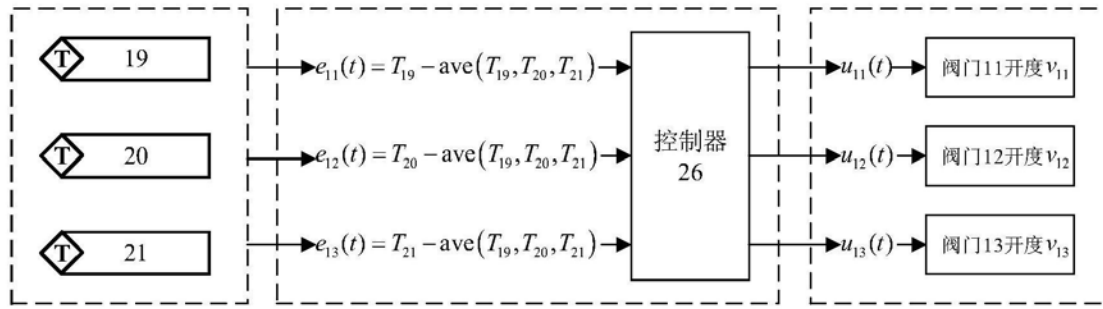 T 19 e₁₁(t) = T₁₉ − ave(T₁₉,T₂₀,T₂₁) u₁₁(t) 阀门11开度v₁₁
T 20 e₁₂(t) = T₂₀ − ave(T₁₉,T₂₀,T₂₁) 控制器 u₁₂(t) 阀门12开度v₁₂
26
T 21 e₁₃(t) = T₂₁ − ave(T₁₉,T₂₀,T₂₁) u₁₃(t) 阀门13开度v₁₃